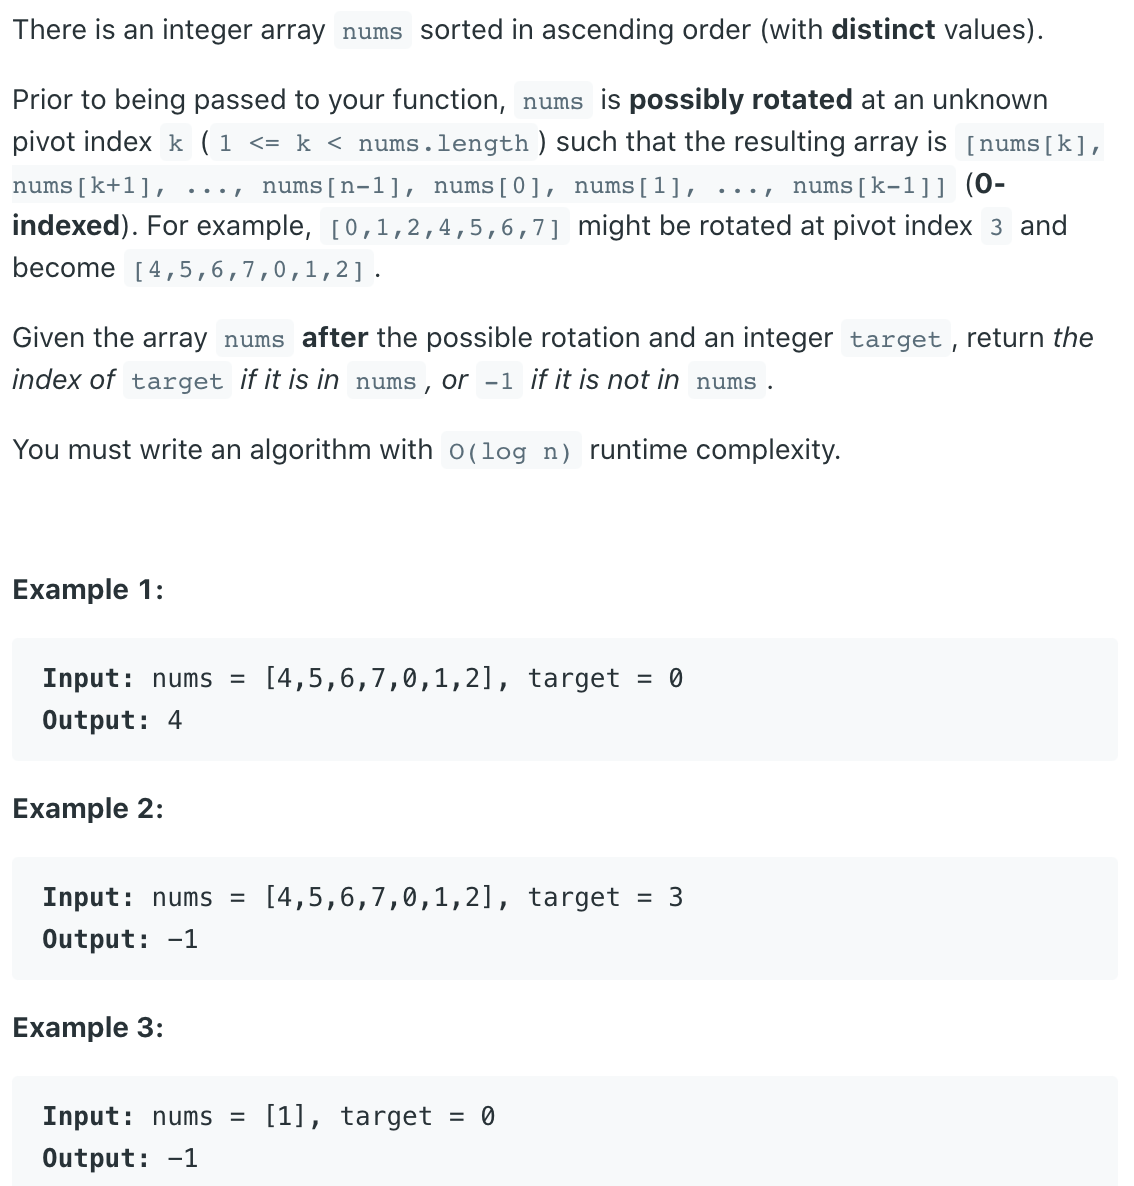 There is an integer array nums sorted in ascending order (with distinct values).
Prior to being passed to your function, nums is possibly rotated at an unknown
pivot index k (1 <= k < nums.length) such that the resulting array is [nums[k],
nums[k+1], ..., nums[n-1], nums[0], nums[1], ..., nums[k-1]] (0-
indexed). For example, [0,1,2,4,5,6,7] might be rotated at pivot index 3 and
become [4,5,6,7,0,1,2].
Given the array nums after the possible rotation and an integer target, return the
index of target if it is in nums, or -1 if it is not in nums.
You must write an algorithm with O(log n) runtime complexity.
Example 1:
Input: nums = [4,5,6,7,0,1,2], target = 0
Output: 4
Example 2:
Input: nums = [4,5,6,7,0,1,2], target = 3
Output: -1
Example 3:
Input: nums = [1], target = 0
Output: -1